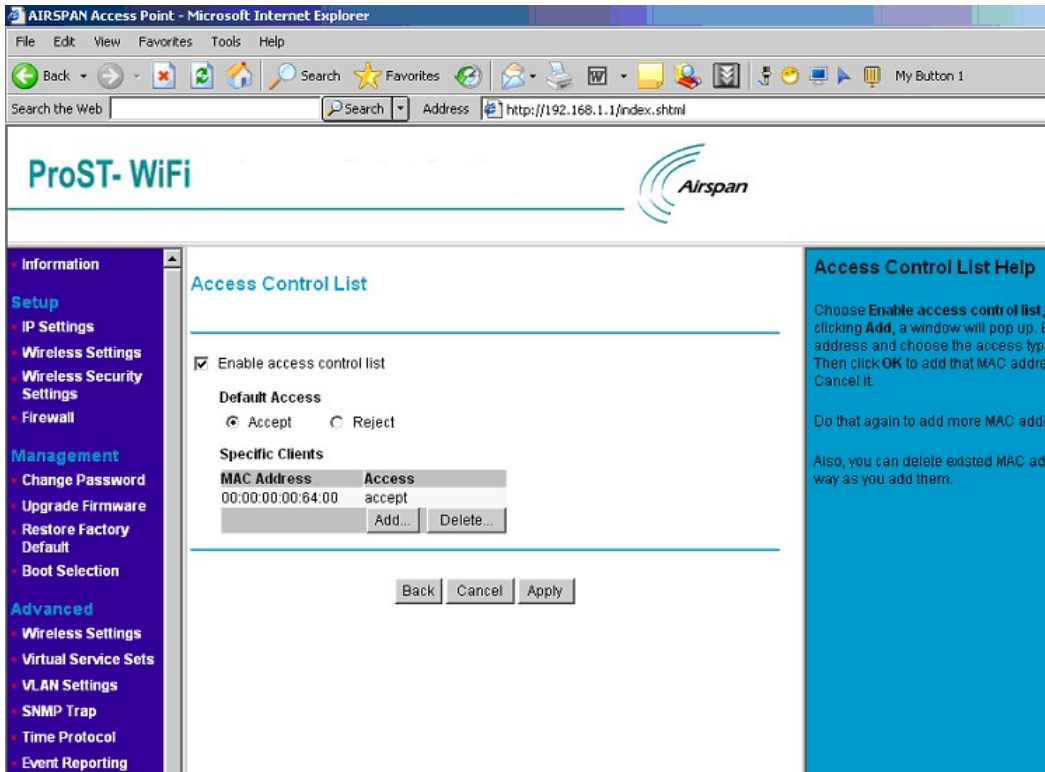 AIRSPAN Access Point - Microsoft Internet Explorer
File Edit View Favorites Tools Help
Back Search Favorites My Button 1
Search the Web Search Address http://192.168.1.1/index.shtml
ProST- WiFi
Airspan
Information
Setup
IP Settings
Wireless Settings
Wireless Security
Settings
Firewall
Management
Change Password
Upgrade Firmware
Restore Factory
Default
Boot Selection
Advanced
Wireless Settings
Virtual Service Sets
VLAN Settings
SNMP Trap
Time Protocol
Event Reporting
Access Control List
Enable access control list
Default Access
Accept Reject
Specific Clients
MAC Address Access
00:00:00:00:64:00 accept
Add... Delete...
Back Cancel Apply
Access Control List Help
Choose Enable access control list,
clicking Add, a window will pop up.
address and choose the access typ
Then click OK to add that MAC addre
Cancel it.
Do that again to add more MAC add
Also, you can delete existed MAC ad
way as you add them.